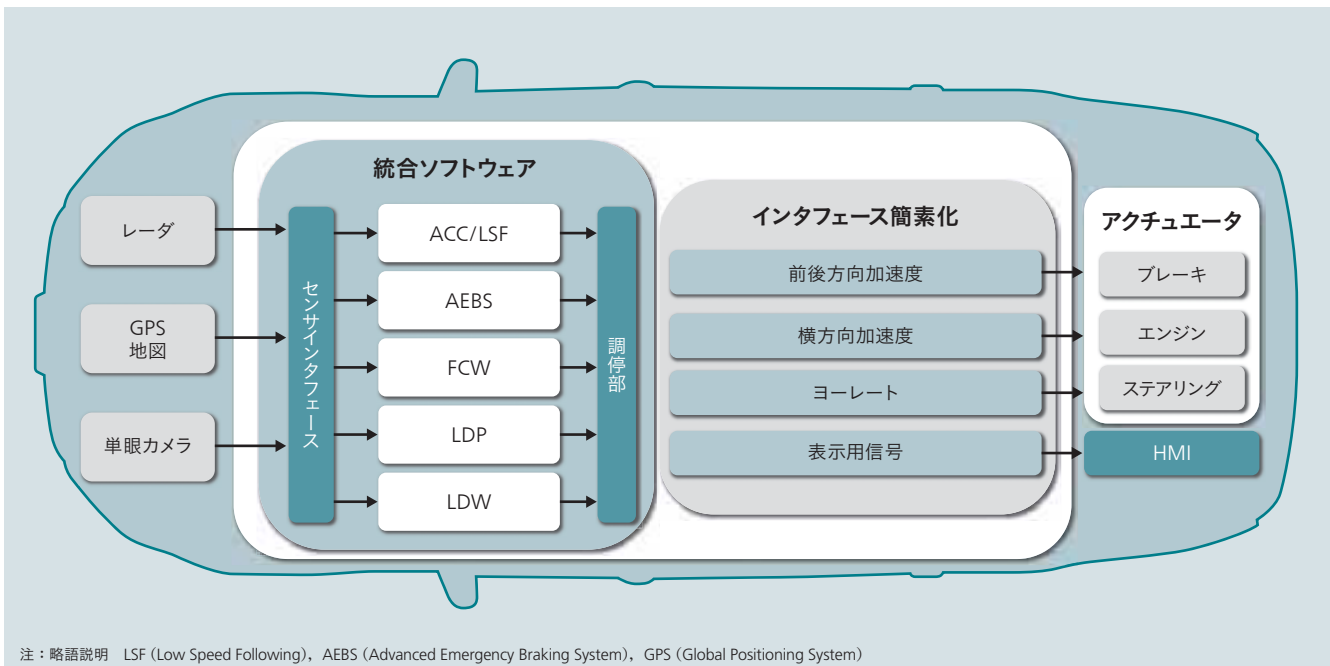 統合ソフトウェア
レーダ
GPS
地図
単眼カメラ
センサインタフェース
ACC/LSF
AEBS
FCW
LDP
LDW
調停部
インタフェース簡素化
前後方向加速度
横方向加速度
ヨーレート
表示用信号
アクチュエータ
ブレーキ
エンジン
ステアリング
HMI
注：略語説明　LSF（Low Speed Following），AEBS（Advanced Emergency Braking System），GPS（Global Positioning System）